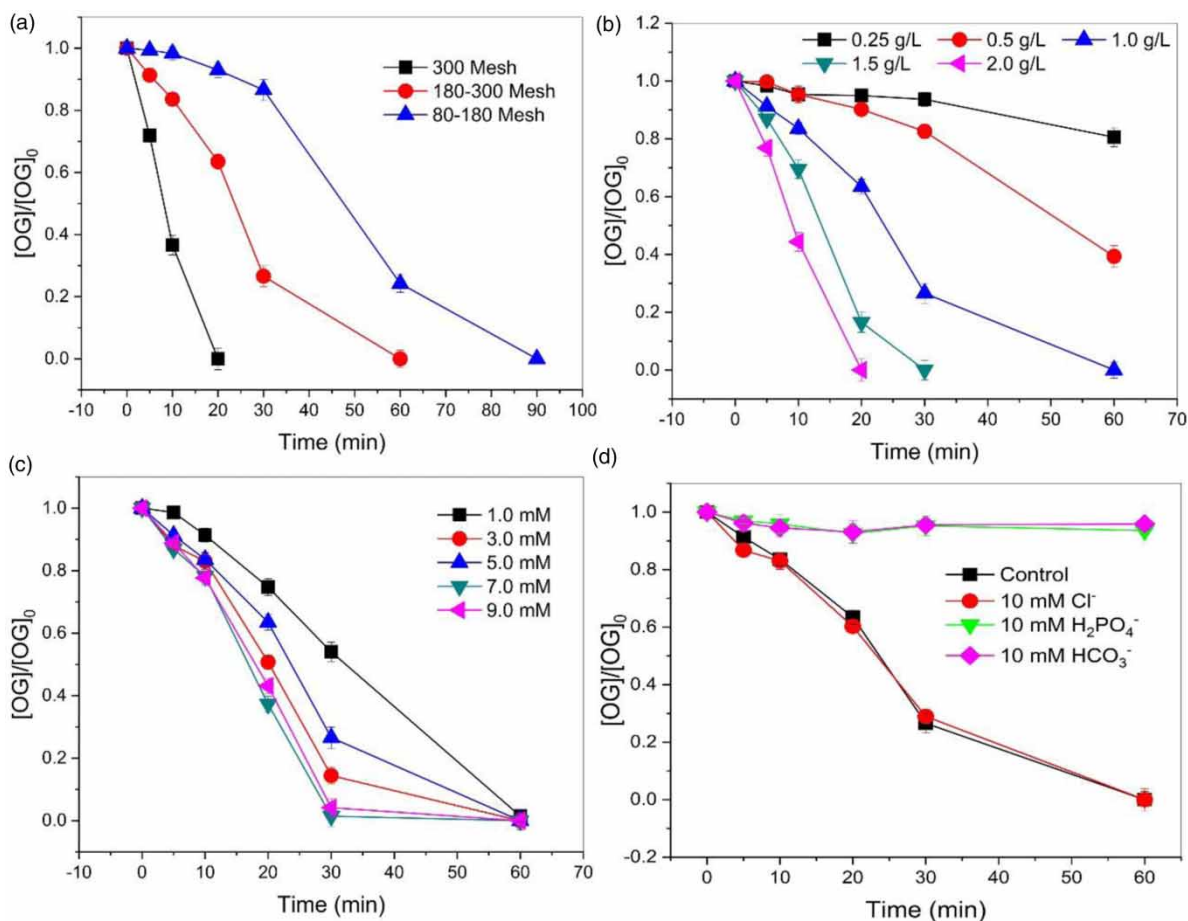 (a)
[OG]/[OG]₀
1.0
0.8
0.6
0.4
0.2
0.0
300 Mesh
180-300 Mesh
80-180 Mesh
-10 0 10 20 30 40 50 60 70 80 90 100
Time (min)
(b)
[OG]/[OG]₀
1.2
1.0
0.8
0.6
0.4
0.2
0.0
-0.2
0.25 g/L 0.5 g/L 1.0 g/L
1.5 g/L 2.0 g/L
-10 0 10 20 30 40 50 60 70
Time (min)
(c)
[OG]/[OG]₀
1.0
0.8
0.6
0.4
0.2
0.0
1.0 mM
3.0 mM
5.0 mM
7.0 mM
9.0 mM
-10 0 10 20 30 40 50 60 70
Time (min)
(d)
[OG]/[OG]₀
1.0
0.8
0.6
0.4
0.2
0.0
-0.2
Control
10 mM Cl⁻
10 mM H₂PO₄⁻
10 mM HCO₃⁻
0 10 20 30 40 50 60
Time (min)